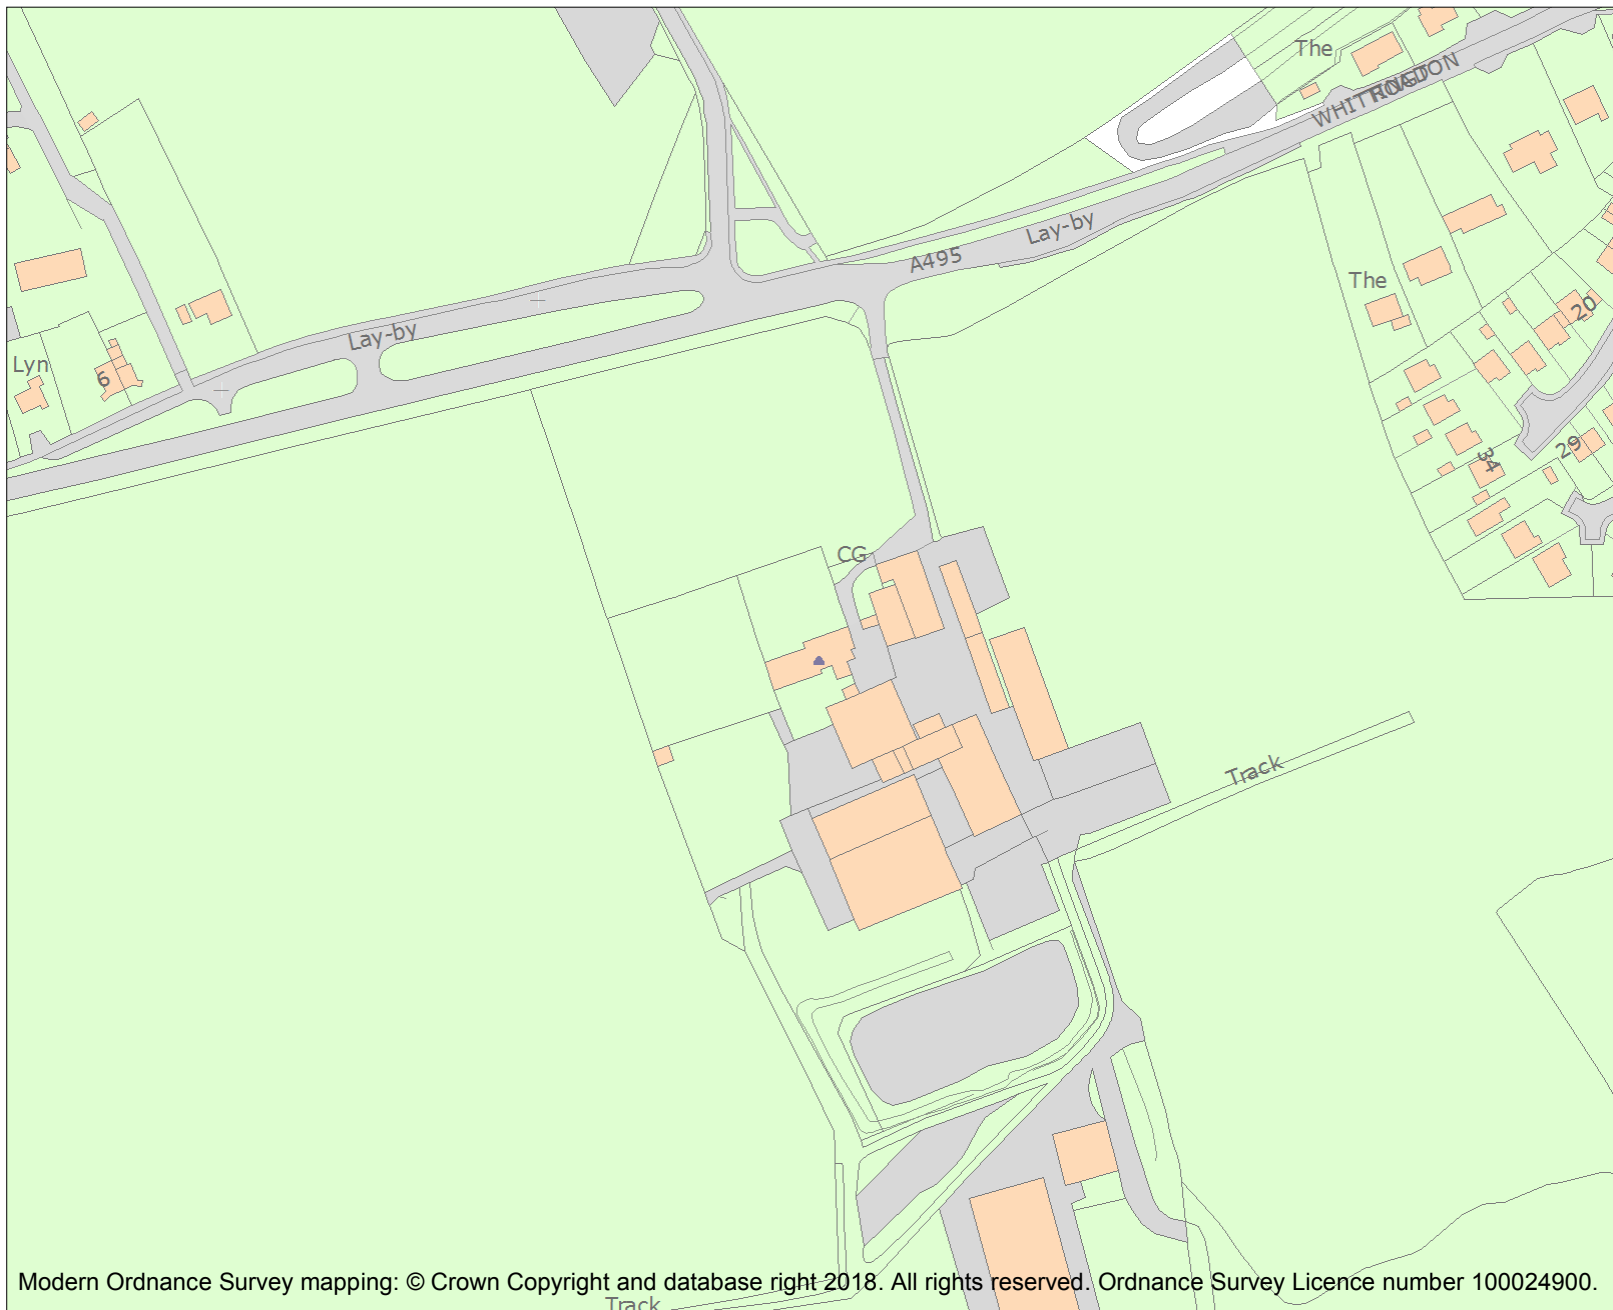 The
WHITTINGDON
ROAD
Lay-by
A495
The
20
Lay-by
Lyn
6
29
34
CG
Track
Modern Ordnance Survey mapping: © Crown Copyright and database right 2018. All rights reserved. Ordnance Survey Licence number 100024900.
Track